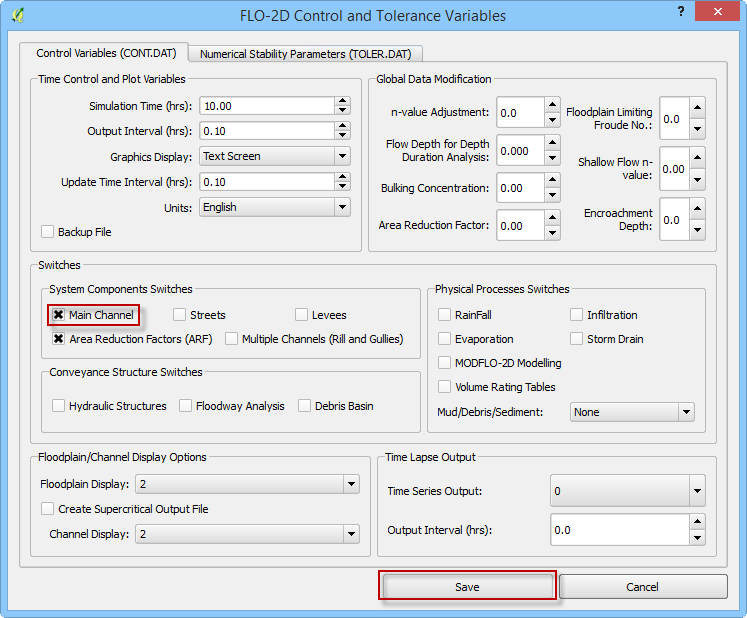 FLO-2D Control and Tolerance Variables
?
Control Variables (CONT.DAT)
Numerical Stability Parameters (TOLER.DAT)
Time Control and Plot Variables
Simulation Time (hrs): 10.00
Output Interval (hrs): 0.10
Graphics Display: Text Screen
Update Time Interval (hrs): 0.10
Units: English
Backup File
Global Data Modification
n-value Adjustment: 0.0
Flow Depth for Depth
Duration Analysis: 0.000
Bulking Concentration: 0.00
Area Reduction Factor: 0.00
Floodplain Limiting
Froude No.: 0.0
Shallow Flow n-
value: 0.00
Encroachment
Depth: 0.0
Switches
System Components Switches
Main Channel
Streets
Levees
Area Reduction Factors (ARF)
Multiple Channels (Rill and Gullies)
Conveyance Structure Switches
Hydraulic Structures
Floodway Analysis
Debris Basin
Physical Processes Switches
RainFall
Infiltration
Evaporation
Storm Drain
MODFLO-2D Modelling
Volume Rating Tables
Mud/Debris/Sediment: None
Floodplain/Channel Display Options
Floodplain Display: 2
Create Supercritical Output File
Channel Display: 2
Time Lapse Output
Time Series Output: 0
Output Interval (hrs): 0.0
Save
Cancel